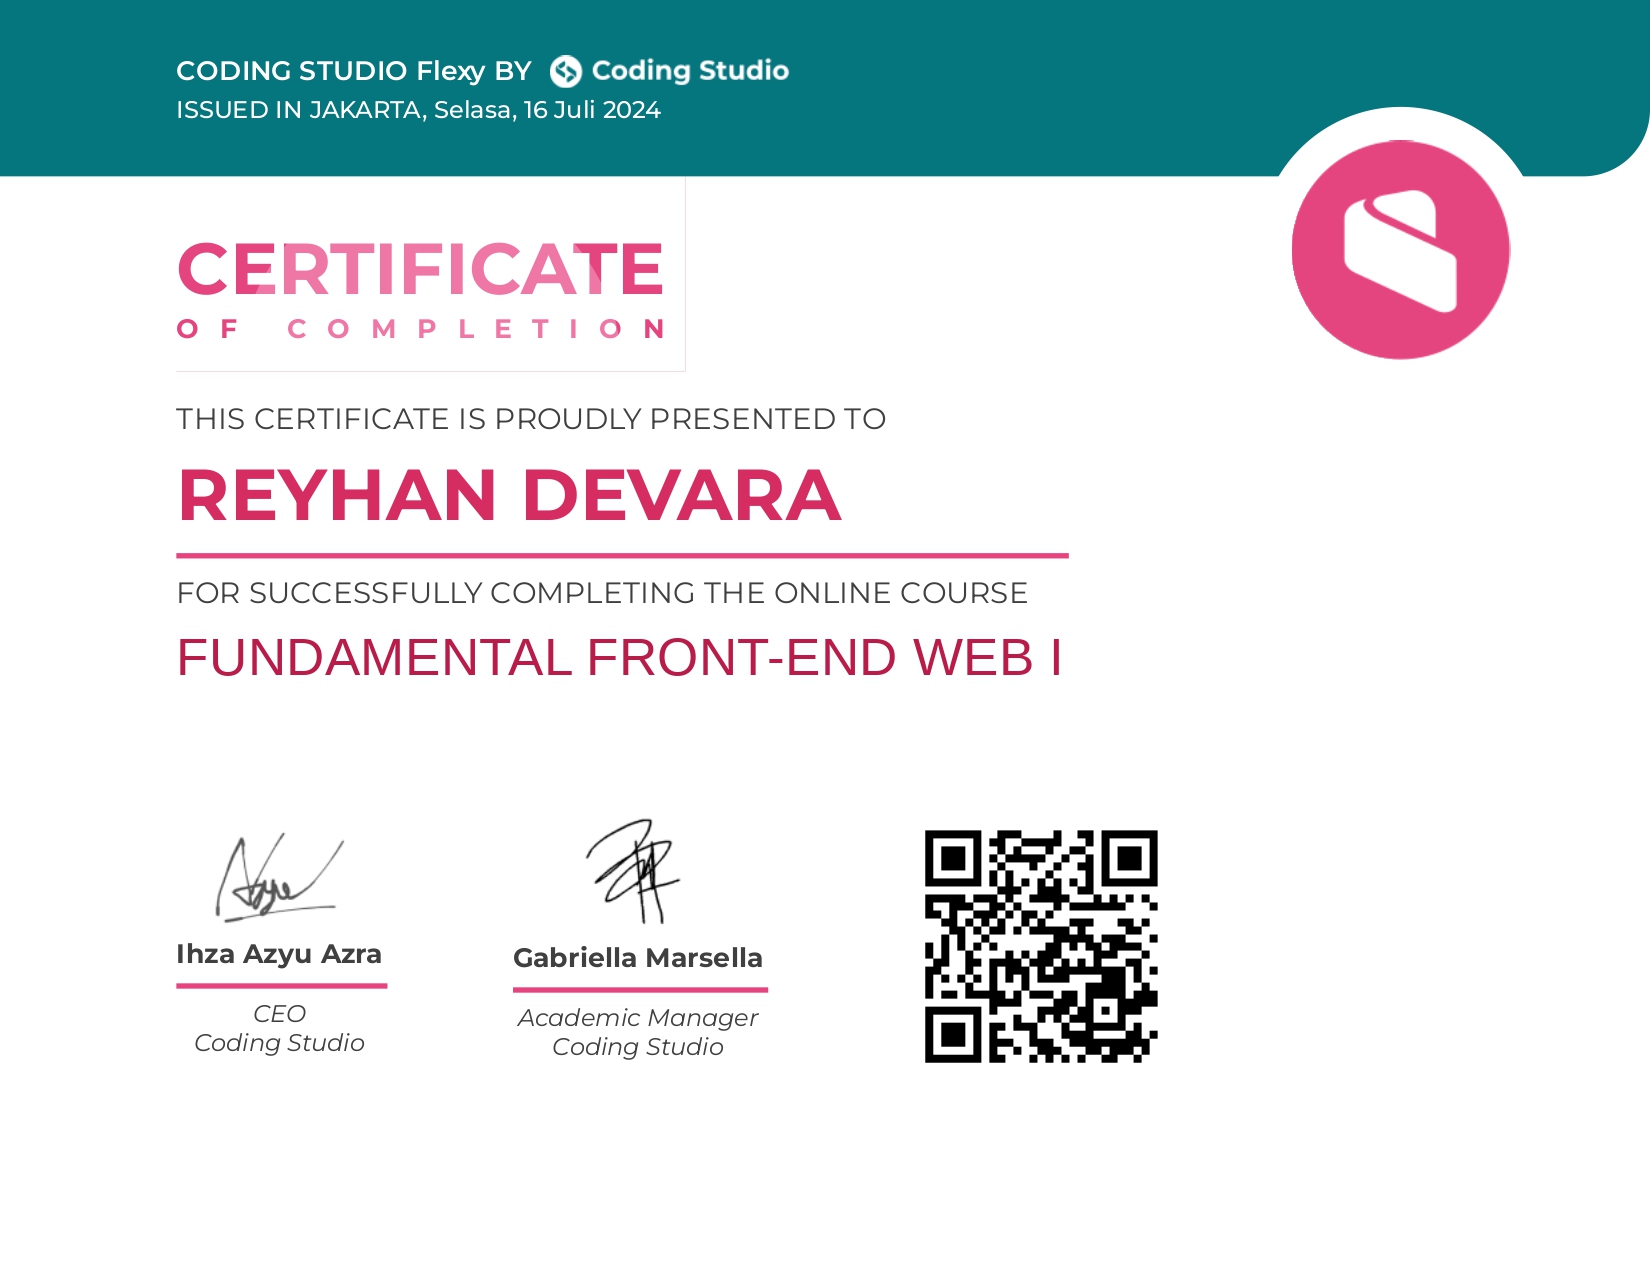 CODING STUDIO Flexy BY Coding Studio
ISSUED IN JAKARTA, Selasa, 16 Juli 2024
CERTIFICATE
OF COMPLETION
THIS CERTIFICATE IS PROUDLY PRESENTED TO
REYHAN DEVARA
FOR SUCCESSFULLY COMPLETING THE ONLINE COURSE
FUNDAMENTAL FRONT-END WEB I
Ihza Azyu Azra
CEO
Coding Studio
Gabriella Marsella
Academic Manager
Coding Studio